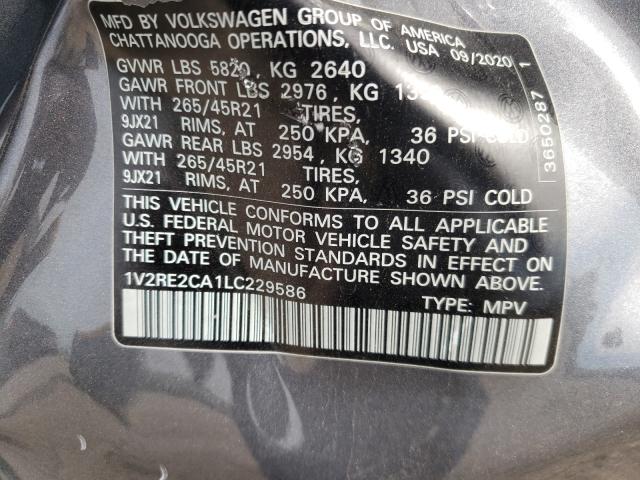 MFD BY VOLKSWAGEN GROUP OF AMERICA
CHATTANOOGA OPERATIONS, LLC. USA 08/2020 1
GVWR LBS 5820, KG 2640
GAWR FRONT LBS 2976, KG
WITH 265/45R21 TIRES,
9JX21 RIMS, AT 250 KPA, 36 PSI COLD
GAWR REAR LBS 2954, KG 1340
WITH 265/45R21 TIRES,
9JX21 RIMS, AT 250 KPA, 36 PSI COLD
THIS VEHICLE CONFORMS TO ALL APPLICABLE
U.S. FEDERAL MOTOR VEHICLE SAFETY AND
THEFT PREVENTION STANDARDS IN EFFECT ON
THE DATE OF MANUFACTURE SHOWN ABOVE.
1V2RE2CA1LC229586 TYPE: MPV
3650287